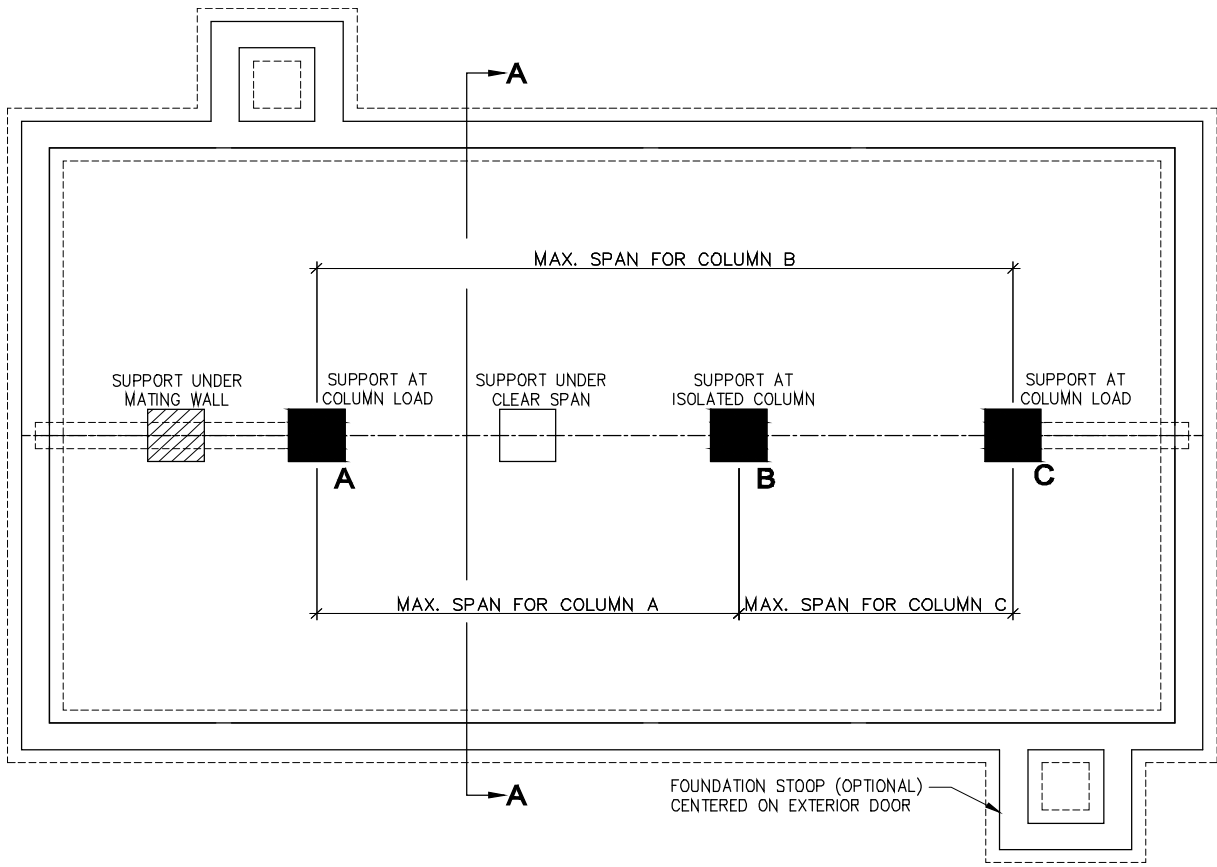 A
MAX. SPAN FOR COLUMN B
SUPPORT UNDER
MATING WALL
SUPPORT AT
COLUMN LOAD
SUPPORT UNDER
CLEAR SPAN
SUPPORT AT
ISOLATED COLUMN
SUPPORT AT
COLUMN LOAD
A
B
C
MAX. SPAN FOR COLUMN A
MAX. SPAN FOR COLUMN C
FOUNDATION STOOP (OPTIONAL)
CENTERED ON EXTERIOR DOOR
A